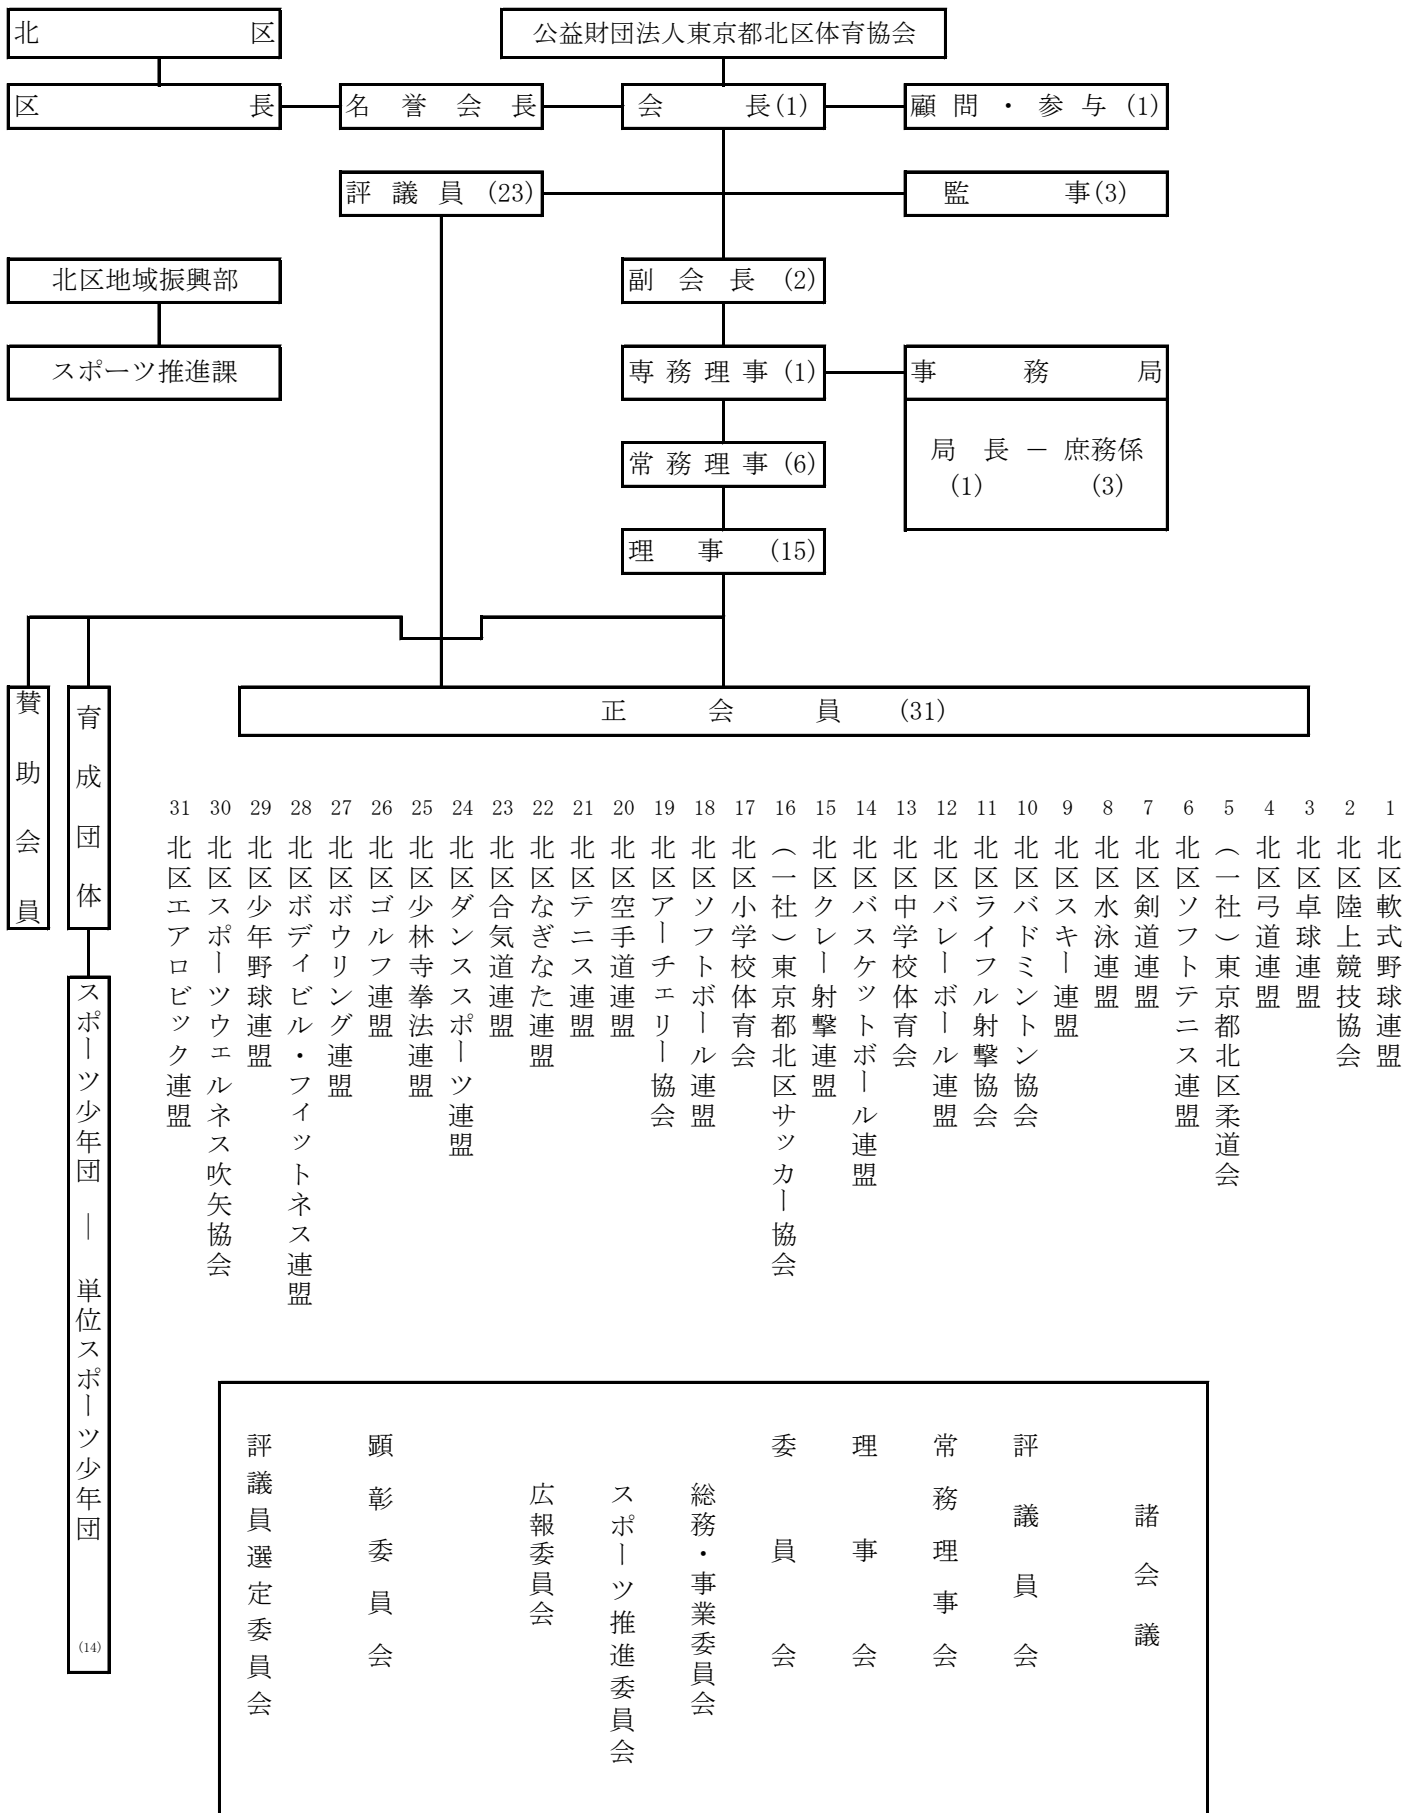 北区
公益財団法人東京都北区体育協会
区長
名誉会長
会長(1)
顧問・参与(1)
評議員(23)
監事(3)
北区地域振興部
副会長(2)
スポーツ推進課
専務理事(1)
事務局
局長－庶務係
(1) (3)
常務理事(6)
理事(15)
賛助会員
育成団体
正会員(31)
1 北区軟式野球連盟
2 北区陸上競技協会
3 北区卓球連盟
4 北区弓道連盟
5 (一社)東京都北区柔道会
6 北区ソフトテニス連盟
7 北区剣道連盟
8 北区水泳連盟
9 北区スキー連盟
10 北区バドミントン協会
11 北区ライフル射撃協会
12 北区バレーボール連盟
13 北区中学校体育会
14 北区バスケットボール連盟
15 北区クレー射撃連盟
16 (一社)東京都北区サッカー協会
17 北区小学校体育会
18 北区ソフトボール連盟
19 北区アーチェリー協会
20 北区空手道連盟
21 北区テニス連盟
22 北区なぎなた連盟
23 北区合気道連盟
24 北区ダンススポーツ連盟
25 北区少林寺拳法連盟
26 北区ゴルフ連盟
27 北区ボウリング連盟
28 北区ボディビル・フィットネス連盟
29 北区少年野球連盟
30 北区スポーツウエルネス吹矢協会
31 北区エアロビック連盟
スポーツ少年団 ― 単位スポーツ少年団 (14)
諸会議
評議員会
常務理事会
理事会
委員会
総務・事業委員会
スポーツ推進委員会
広報委員会
顕彰委員会
評議員選定委員会